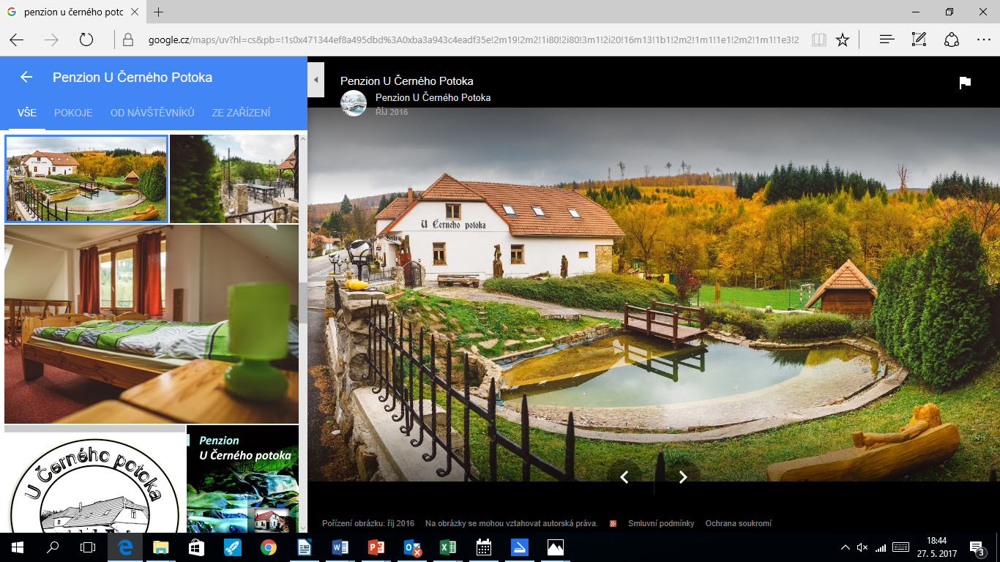 penzion u černého potc
google.cz/maps/uv?hl=cs&pb=!1s0x471344ef8a495dbd%3A0xba3a943c4eadf35e!2m19!2m2!1i80!2i80!3m1!2i20!16m13!1b1!2m2!1m1!1e1!2m2!1m1!1e3!2
Penzion U Černého Potoka
VŠE POKOJE OD NÁVŠTĚVNÍKŮ ZE ZAŘÍZENÍ
U Černého potoka
Penzion
U Černého potoka
Penzion U Černého Potoka
Penzion U Černého Potoka
ŘÍJ 2016
U Černého potoka
Pořízení obrázku: říj 2016 Na obrázky se mohou vztahovat autorská práva. Smluvní podmínky Ochrana soukromí
18:44
27. 5. 2017
3